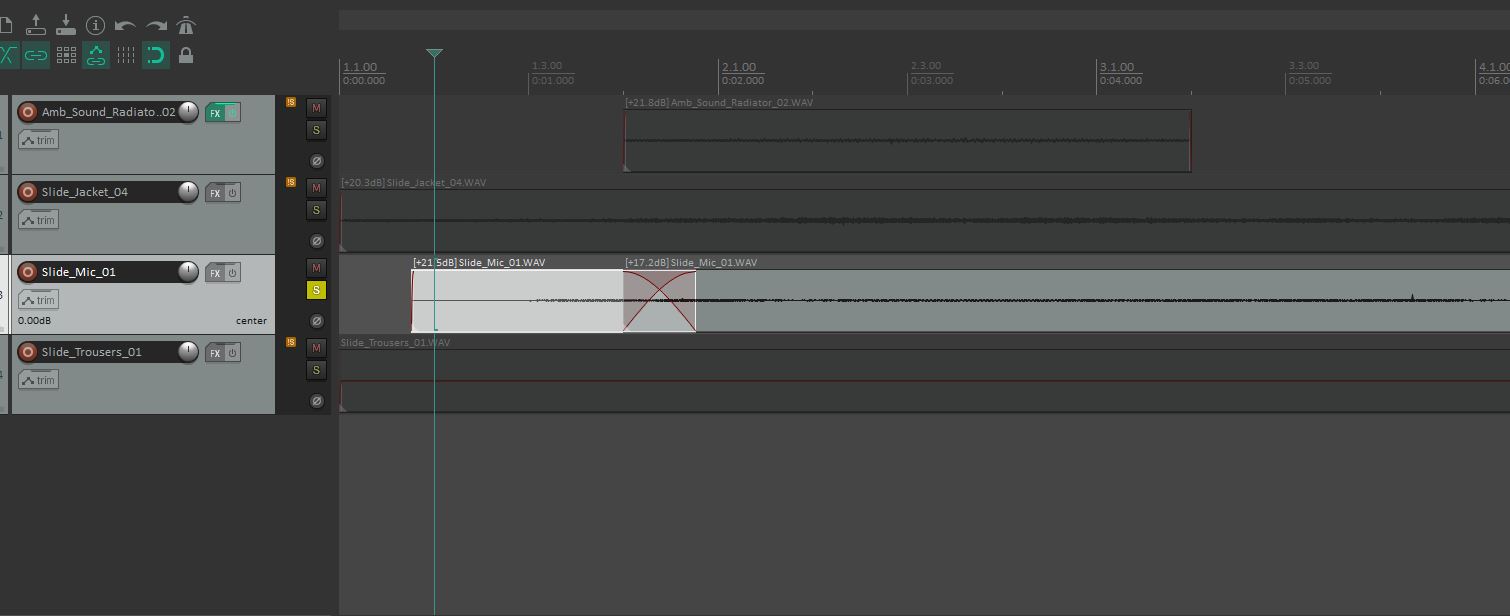 1.1.00 1.3.00 2.1.00 2.3.00 3.1.00 3.3.00 4.1.00
0:00.000 0:01.000 0:02.000 0:03.000 0:04.000 0:05.000 0:06.0
[+21.8dB] Amb_Sound_Radiator_02.WAV
Amb_Sound_Radiato..02 FX !S M
trim S
Ø
[+20.3dB] Slide_Jacket_04.WAV
Slide_Jacket_04 FX !S M
2 trim S
Ø
[+21.5dB] Slide_Mic_01.WAV [+17.2dB] Slide_Mic_01.WAV
Slide_Mic_01 FX M
3 trim S
0.00dB center Ø
Slide_Trousers_01.WAV
Slide_Trousers_01 FX !S M
4 trim S
Ø